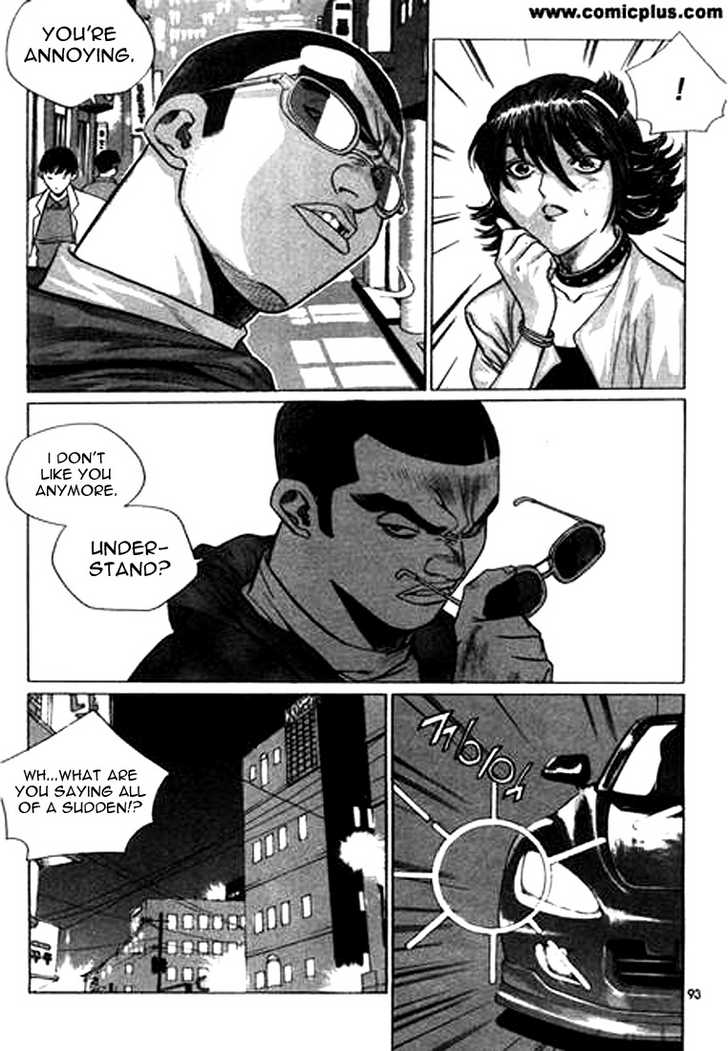 www.comicplus.com
YOU'RE
ANNOYING.
!
I DON'T
LIKE YOU
ANYMORE.
UNDER-
STAND?
WH...WHAT ARE
YOU SAYING ALL
OF A SUDDEN!?
93